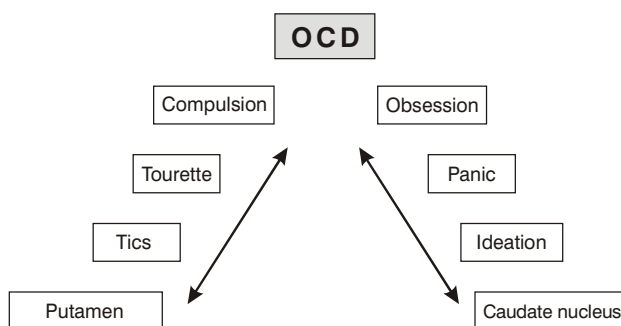 OCD
Compulsion
Obsession
Tourette
Panic
Tics
Ideation
Putamen
Caudate nucleus